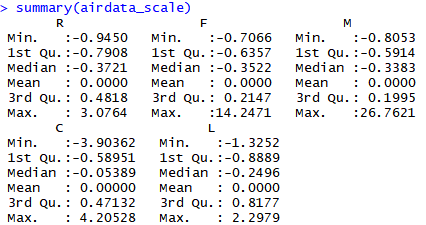 > summary(airdata_scale)
R F M
Min. :-0.9450 Min. :-0.7066 Min. :-0.8053
1st Qu.:-0.7908 1st Qu.:-0.6357 1st Qu.:-0.5914
Median :-0.3721 Median :-0.3522 Median :-0.3383
Mean : 0.0000 Mean : 0.0000 Mean : 0.0000
3rd Qu.: 0.4818 3rd Qu.: 0.2147 3rd Qu.: 0.1995
Max. : 3.0764 Max. :14.2471 Max. :26.7621
C L
Min. :-3.90362 Min. :-1.3252
1st Qu.:-0.58951 1st Qu.:-0.8889
Median :-0.05389 Median :-0.2496
Mean : 0.00000 Mean : 0.0000
3rd Qu.: 0.47132 3rd Qu.: 0.8177
Max. : 4.20528 Max. : 2.2979